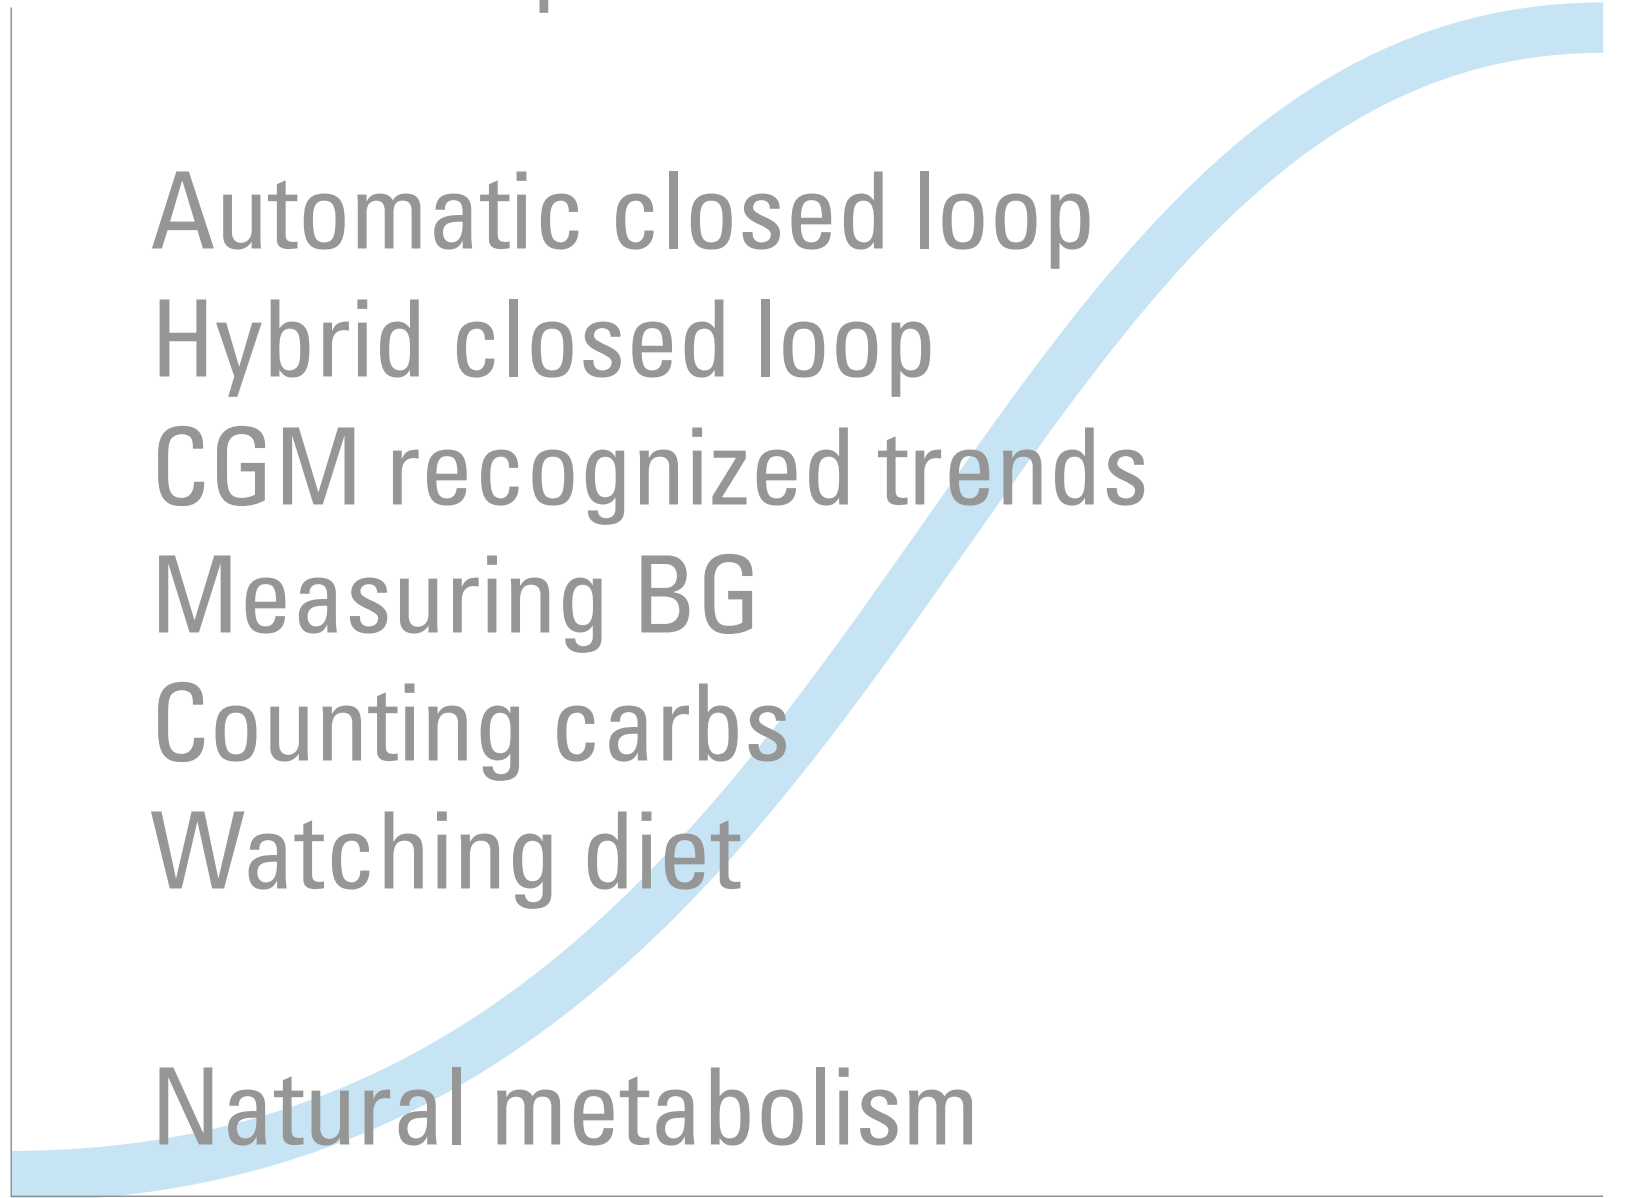 Automatic closed loop
Hybrid closed loop
CGM recognized trends
Measuring BG
Counting carbs
Watching diet
Natural metabolism